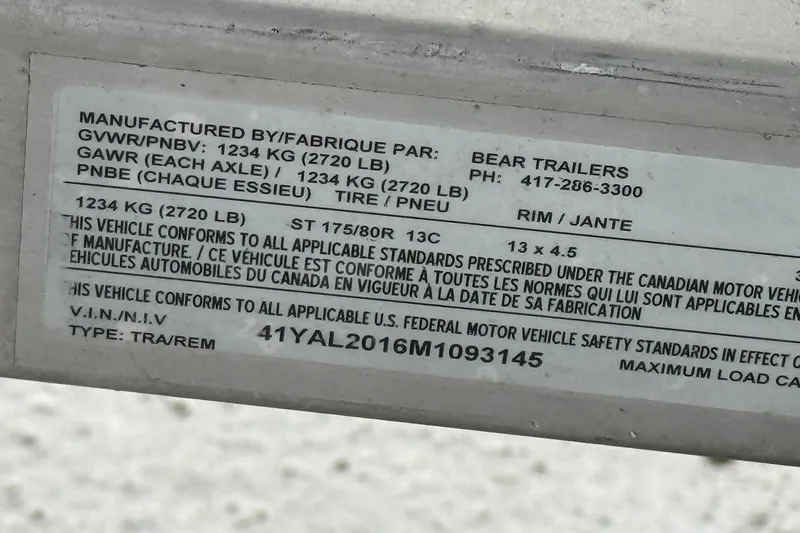 MANUFACTURED BY/FABRIQUE PAR: BEAR TRAILERS
GVWR/PNBV: 1234 KG (2720 LB) PH: 417-286-3300
GAWR (EACH AXLE) / 1234 KG (2720 LB)
PNBE (CHAQUE ESSIEU) TIRE / PNEU RIM / JANTE
1234 KG (2720 LB) ST 175/80R 13C 13 x 4.5
THIS VEHICLE CONFORMS TO ALL APPLICABLE STANDARDS PRESCRIBED UNDER THE CANADIAN MOTOR VEHI
F MANUFACTURE. / CE VÉHICULE EST CONFORME À TOUTES LES NORMES QUI LUI SONT APPLICABLES EN
ÉHICULES AUTOMOBILES DU CANADA EN VIGUEUR À LA DATE DE SA FABRICATION
HIS VEHICLE CONFORMS TO ALL APPLICABLE U.S. FEDERAL MOTOR VEHICLE SAFETY STANDARDS IN EFFECT
V.I.N./N.I.V 41YAL2016M1093145
TYPE: TRA/REM MAXIMUM LOAD CA